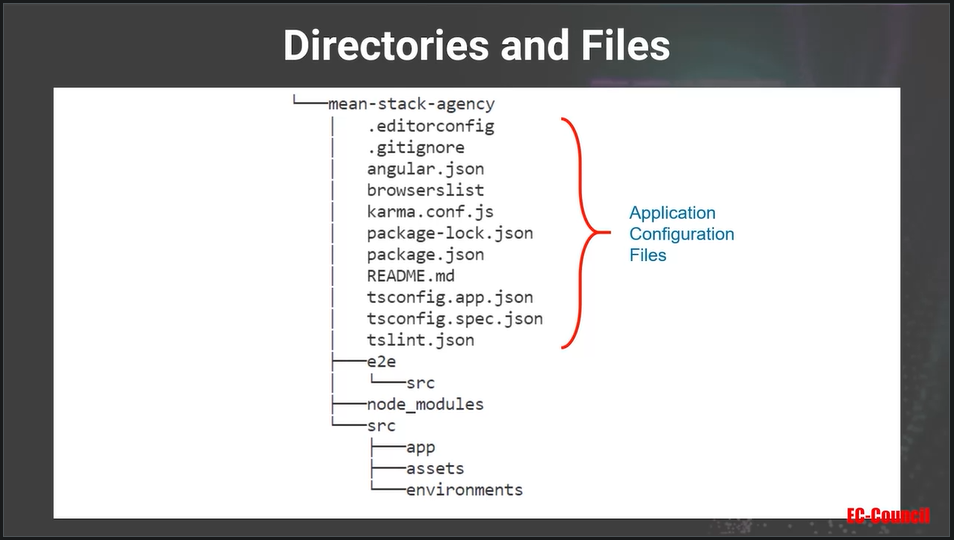 Directories and Files
└───mean-stack-agency
│   .editorconfig
│   .gitignore
│   angular.json
│   browserslist
│   karma.conf.js
│   package-lock.json
│   package.json
│   README.md
│   tsconfig.app.json
│   tsconfig.spec.json
│   tslint.json
├───e2e
│   └───src
├───node_modules
└───src
├───app
├───assets
└───environments
Application
Configuration
Files
EC-Council